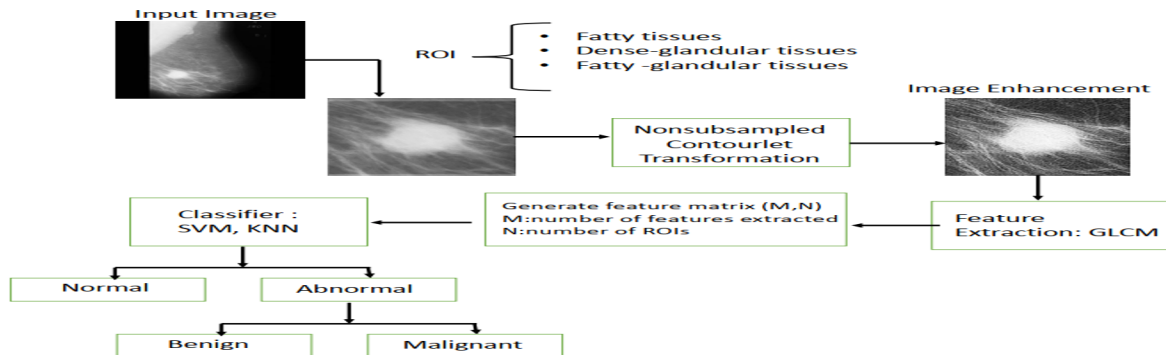 Input Image
ROI
• Fatty tissues
• Dense-glandular tissues
• Fatty -glandular tissues
Image Enhancement
Nonsubsampled
Contourlet
Transformation
Classifier :
SVM, KNN
Generate feature matrix (M,N)
M:number of features extracted
N:number of ROIs
Feature
Extraction: GLCM
Normal
Abnormal
Benign
Malignant